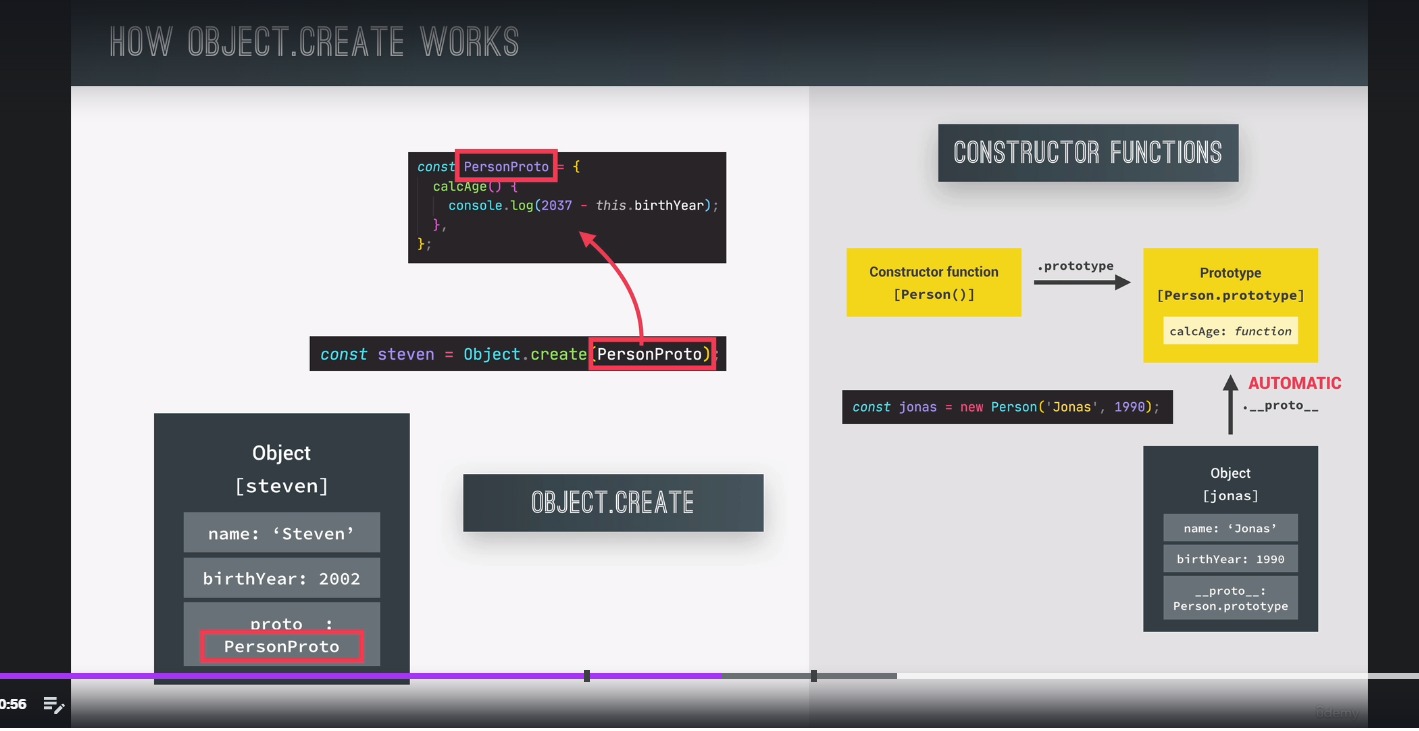 HOW OBJECT.CREATE WORKS
const PersonProto = {
calcAge() {
console.log(2037 - this.birthYear);
},
};
const steven = Object.create(PersonProto);
Object
[steven]
name: ‘Steven’
birthYear: 2002
__proto__:
PersonProto
OBJECT.CREATE
CONSTRUCTOR FUNCTIONS
Constructor function
[Person()]
.prototype
Prototype
[Person.prototype]
calcAge: function
AUTOMATIC
.__proto__
const jonas = new Person('Jonas', 1990);
Object
[jonas]
name: ‘Jonas’
birthYear: 1990
__proto__:
Person.prototype
0:56
Udemy